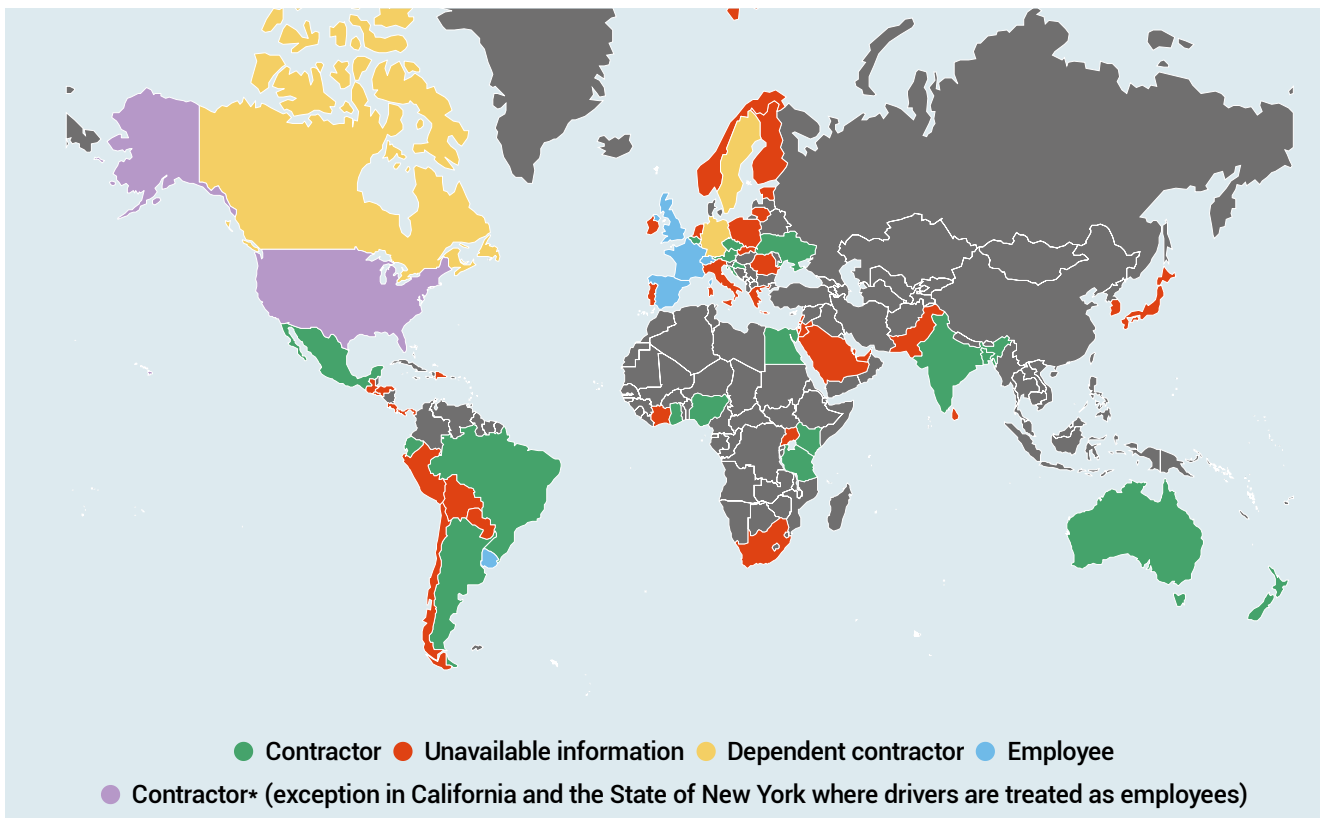 Contractor Unavailable information Dependent contractor Employee
Contractor* (exception in California and the State of New York where drivers are treated as employees)